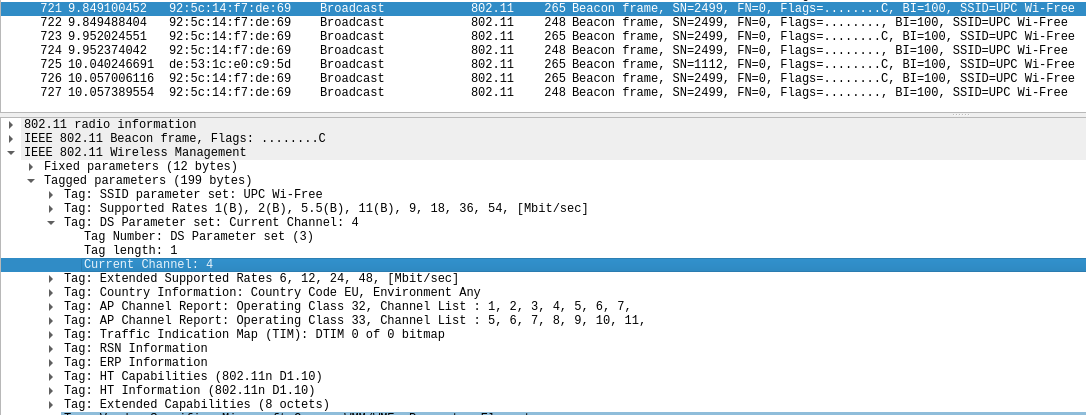 721 9.849100452 92:5c:14:f7:de:69 Broadcast 802.11 265 Beacon frame, SN=2499, FN=0, Flags=........C, BI=100, SSID=UPC Wi-Free
722 9.849488404 92:5c:14:f7:de:69 Broadcast 802.11 248 Beacon frame, SN=2499, FN=0, Flags=........, BI=100, SSID=UPC Wi-Free
723 9.952024551 92:5c:14:f7:de:69 Broadcast 802.11 265 Beacon frame, SN=2499, FN=0, Flags=........C, BI=100, SSID=UPC Wi-Free
724 9.952374042 92:5c:14:f7:de:69 Broadcast 802.11 248 Beacon frame, SN=2499, FN=0, Flags=........, BI=100, SSID=UPC Wi-Free
725 10.040246691 de:53:1c:e0:c9:5d Broadcast 802.11 265 Beacon frame, SN=1112, FN=0, Flags=........C, BI=100, SSID=UPC Wi-Free
726 10.057006116 92:5c:14:f7:de:69 Broadcast 802.11 265 Beacon frame, SN=2499, FN=0, Flags=........C, BI=100, SSID=UPC Wi-Free
727 10.057389554 92:5c:14:f7:de:69 Broadcast 802.11 248 Beacon frame, SN=2499, FN=0, Flags=........, BI=100, SSID=UPC Wi-Free
802.11 radio information
IEEE 802.11 Beacon frame, Flags: ........C
IEEE 802.11 Wireless Management
Fixed parameters (12 bytes)
Tagged parameters (199 bytes)
Tag: SSID parameter set: UPC Wi-Free
Tag: Supported Rates 1(B), 2(B), 5.5(B), 11(B), 9, 18, 36, 54, [Mbit/sec]
Tag: DS Parameter set: Current Channel: 4
Tag Number: DS Parameter set (3)
Tag length: 1
Current Channel: 4
Tag: Extended Supported Rates 6, 12, 24, 48, [Mbit/sec]
Tag: Country Information: Country Code EU, Environment Any
Tag: AP Channel Report: Operating Class 32, Channel List : 1, 2, 3, 4, 5, 6, 7,
Tag: AP Channel Report: Operating Class 33, Channel List : 5, 6, 7, 8, 9, 10, 11,
Tag: Traffic Indication Map (TIM): DTIM 0 of 0 bitmap
Tag: RSN Information
Tag: ERP Information
Tag: HT Capabilities (802.11n D1.10)
Tag: HT Information (802.11n D1.10)
Tag: Extended Capabilities (8 octets)